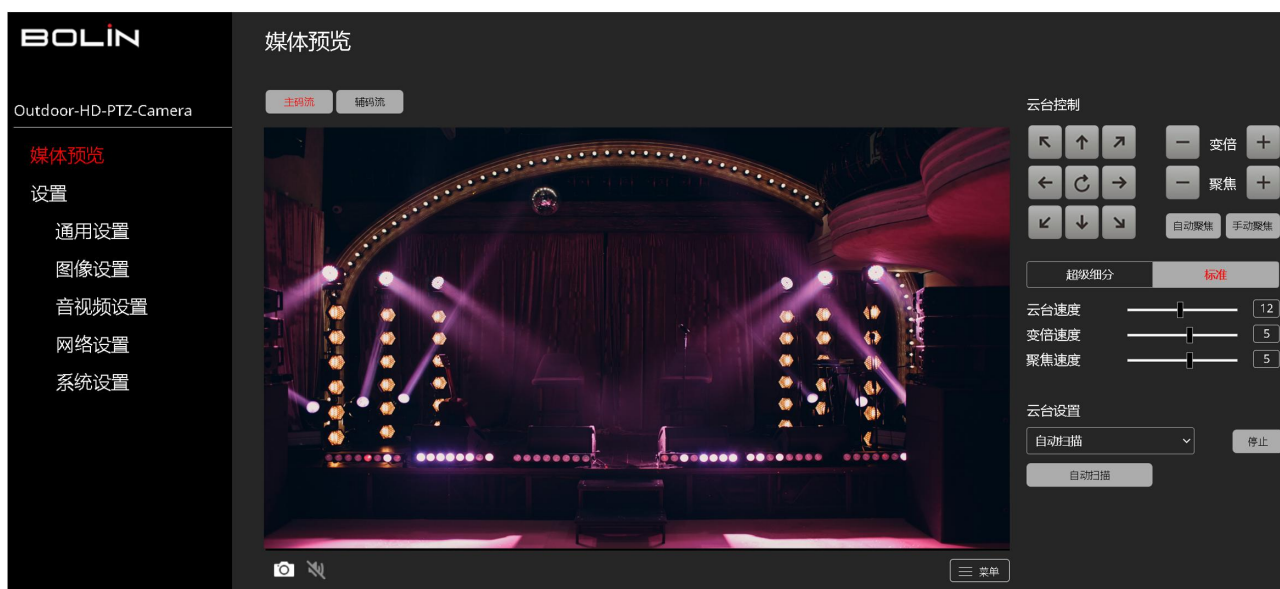 BOLIN
Outdoor-HD-PTZ-Camera
媒体预览
设置
通用设置
图像设置
音视频设置
网络设置
系统设置
媒体预览
主码流 辅码流
菜单
云台控制
变倍
聚焦
自动聚焦 手动聚焦
超级细分 标准
云台速度 12
变倍速度 5
聚焦速度 5
云台设置
自动扫描 停止
自动扫描